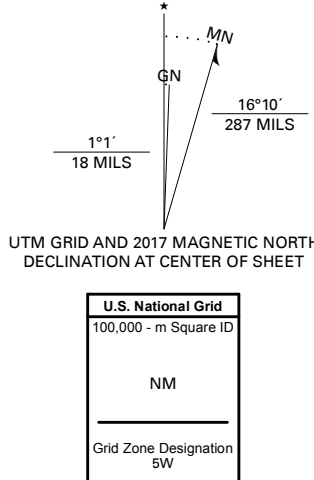 ★
MN
GN
16°10´
287 MILS
1°1´
18 MILS
UTM GRID AND 2017 MAGNETIC NORTH
DECLINATION AT CENTER OF SHEET
U.S. National Grid
100,000 - m Square ID
NM
Grid Zone Designation
5W